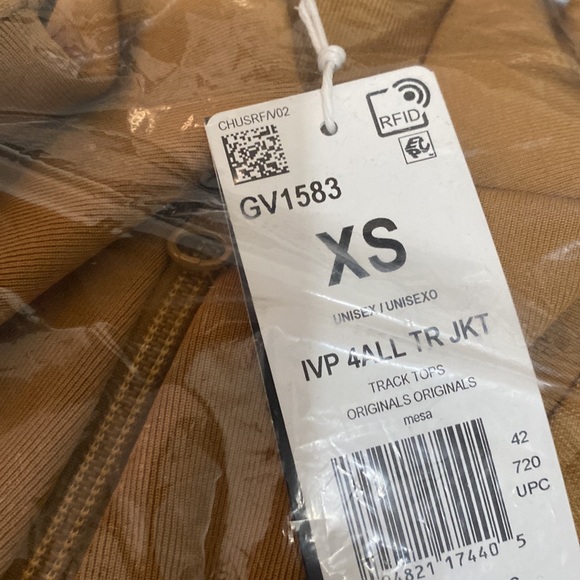 CHUSRF/V02
RFID
GV1583
XS
UNISEX / UNISEXO
IVP 4ALL TR JKT
TRACK TOPS
ORIGINALS ORIGINALS
mesa
42
720
UPC
94821 17440 5